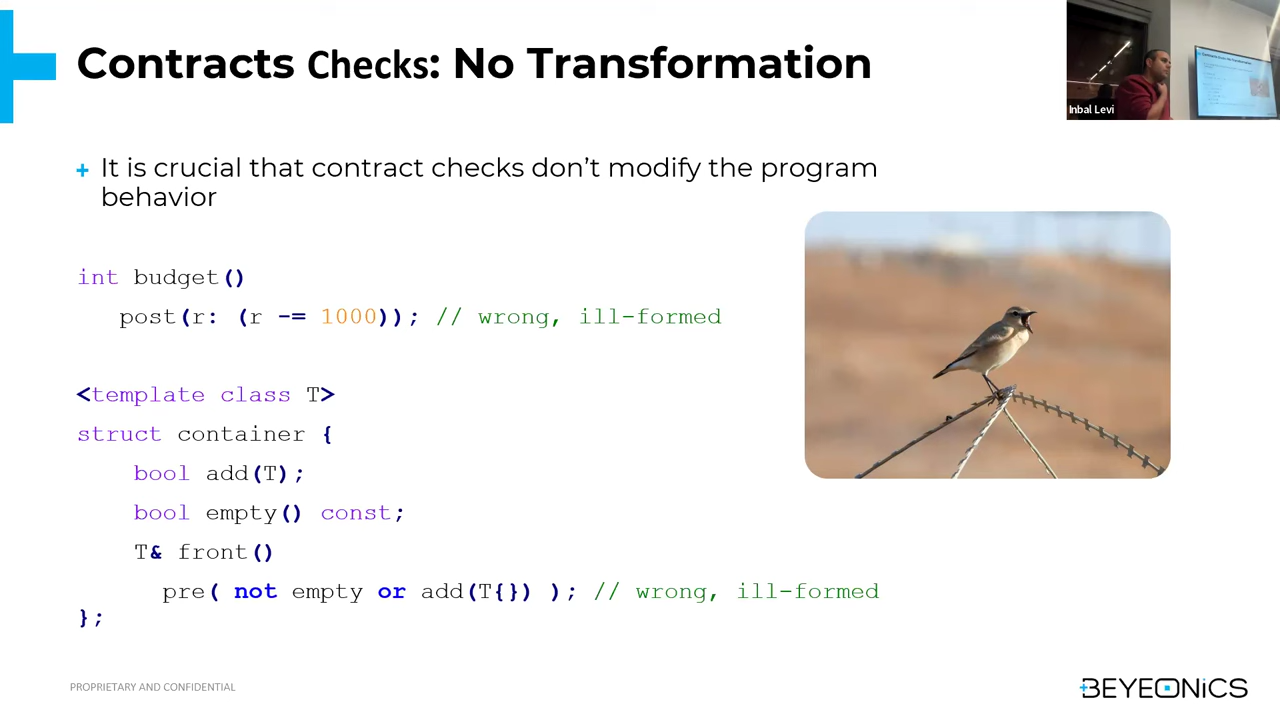 Contracts Checks: No Transformation
Inbal Levi
+ It is crucial that contract checks don’t modify the program
behavior
int budget()
post(r: (r -= 1000)); // wrong, ill-formed
<template class T>
struct container {
bool add(T);
bool empty() const;
T& front()
pre( not empty or add(T{}) ); // wrong, ill-formed
};
PROPRIETARY AND CONFIDENTIAL
BEYEONICS